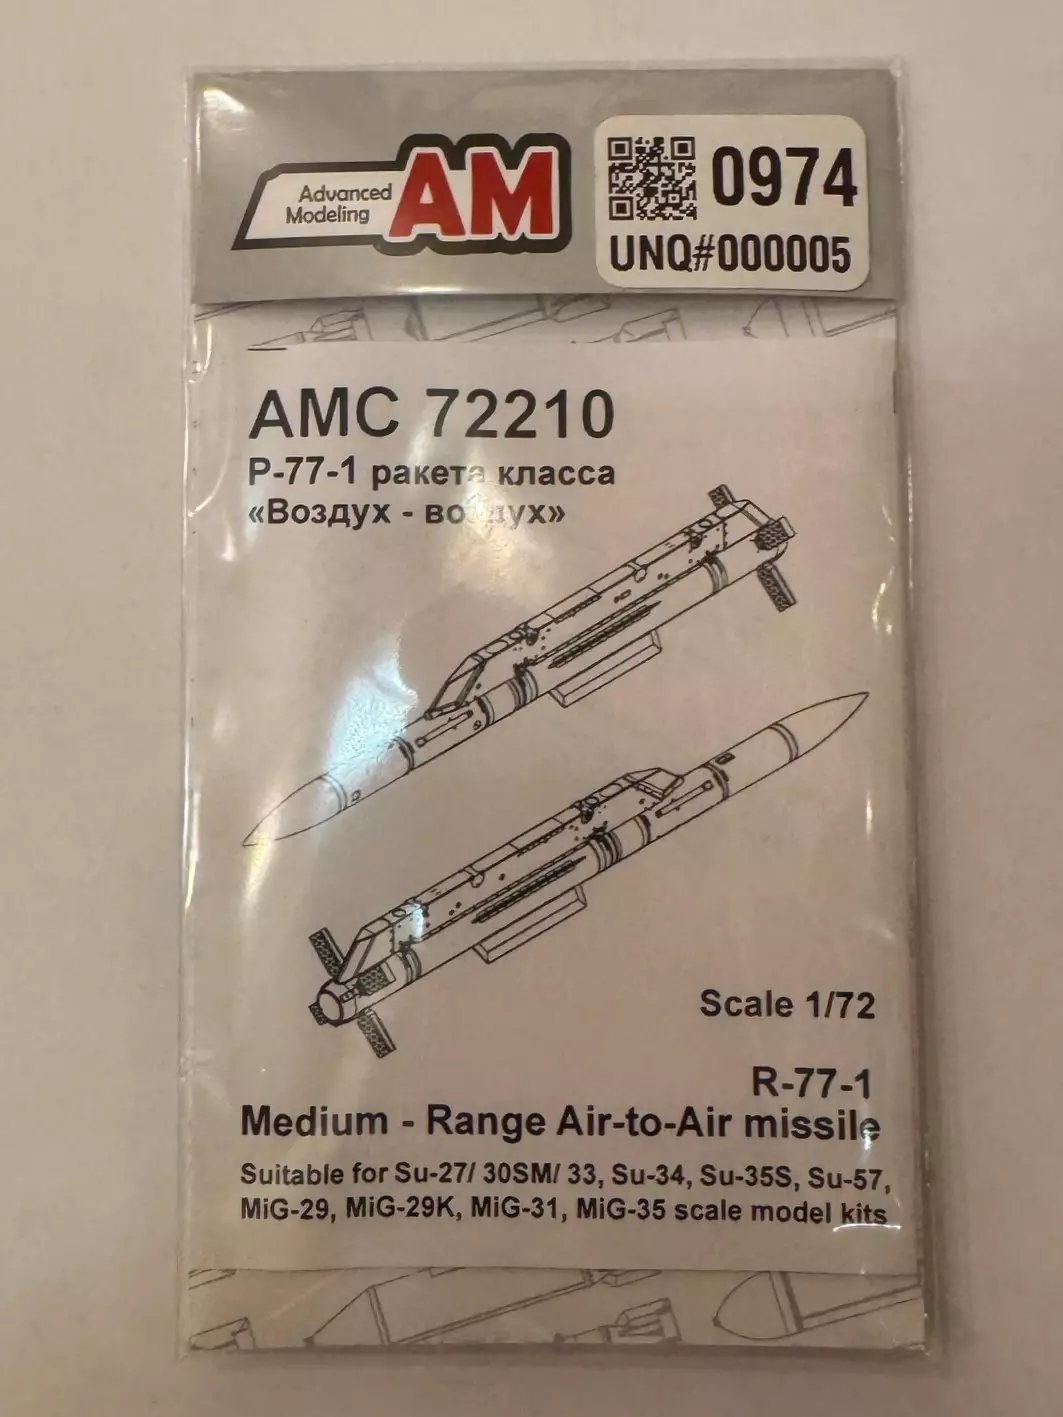 Advanced
Modeling
AM
0974
UNQ#000005
AMC 72210
Р-77-1 ракета класса
«Воздух - воздух»
Scale 1/72
R-77-1
Medium - Range Air-to-Air missile
Suitable for Su-27/ 30SM/ 33, Su-34, Su-35S, Su-57,
MiG-29, MiG-29K, MiG-31, MiG-35 scale model kits